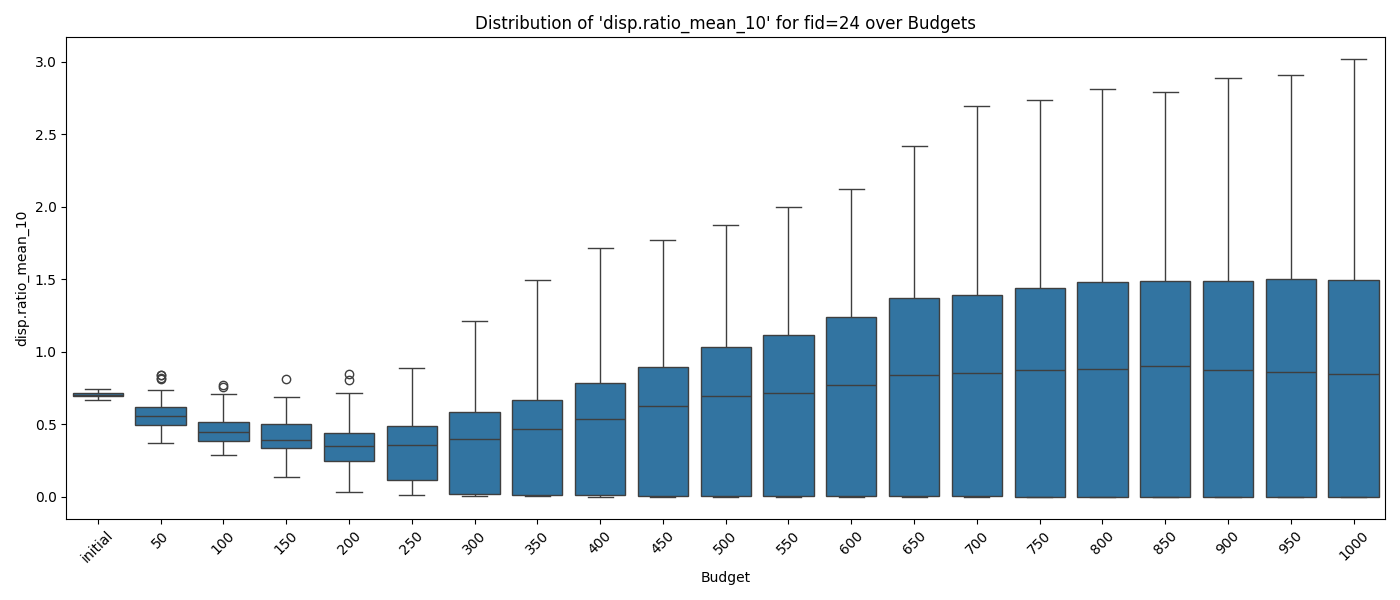 Distribution of 'disp.ratio_mean_10' for fid=24 over Budgets
disp.ratio_mean_10
3.0
2.5
2.0
1.5
1.0
0.5
0.0
initial 50 100 150 200 250 300 350 400 450 500 550 600 650 700 750 800 850 900 950 1000
Budget